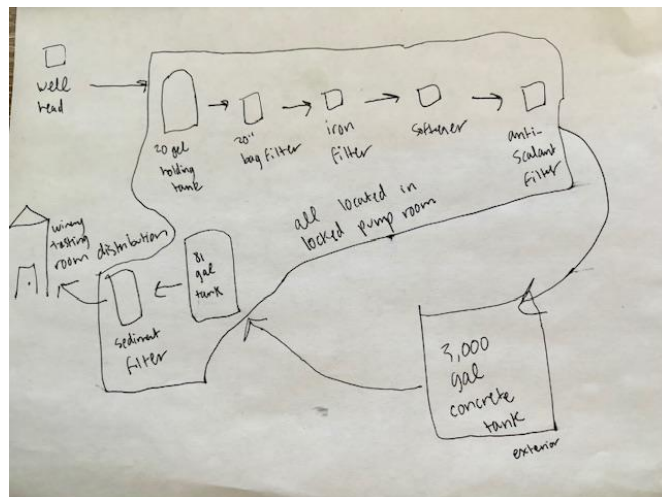 well
head
20 gal
holding
tank
20"
bag filter
iron
filter
softener
anti-
scalant
filter
all located in
locked pump room
winery
tasting
room distribution
81
gal
tank
sediment
filter
3,000
gal
concrete
tank
exterior